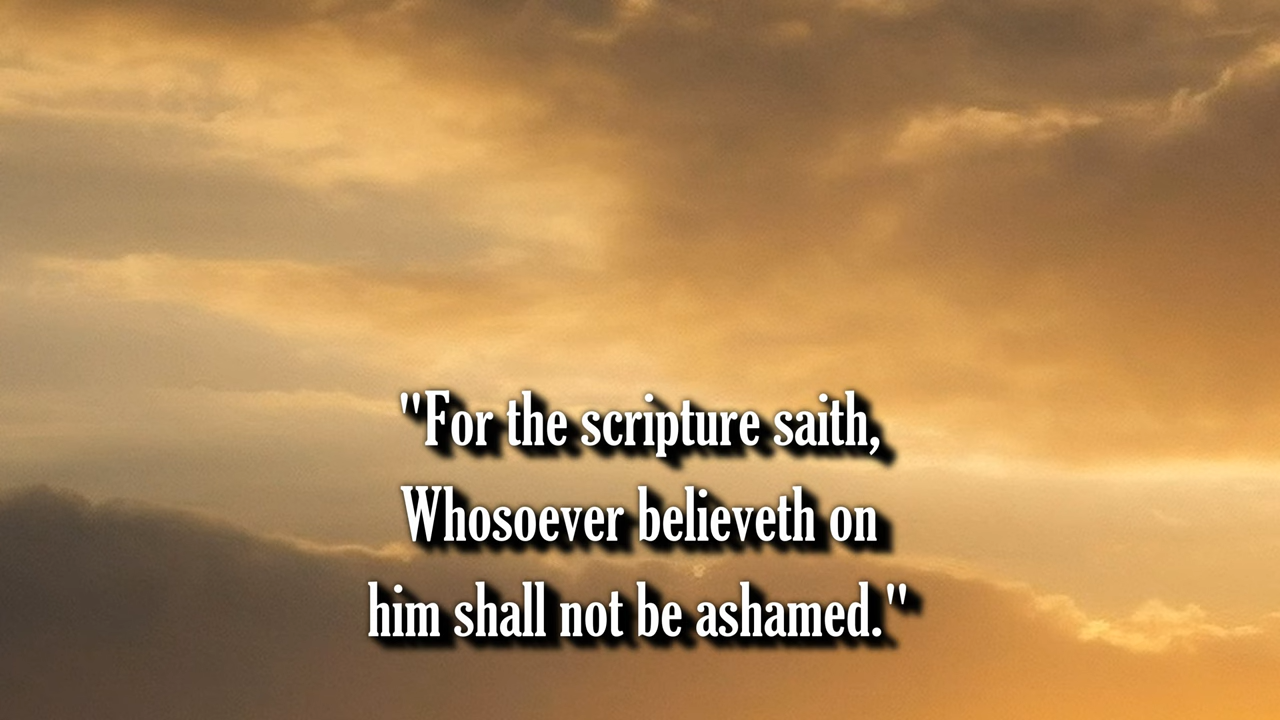 "For the scripture saith,
Whosoever believeth on
him shall not be ashamed."